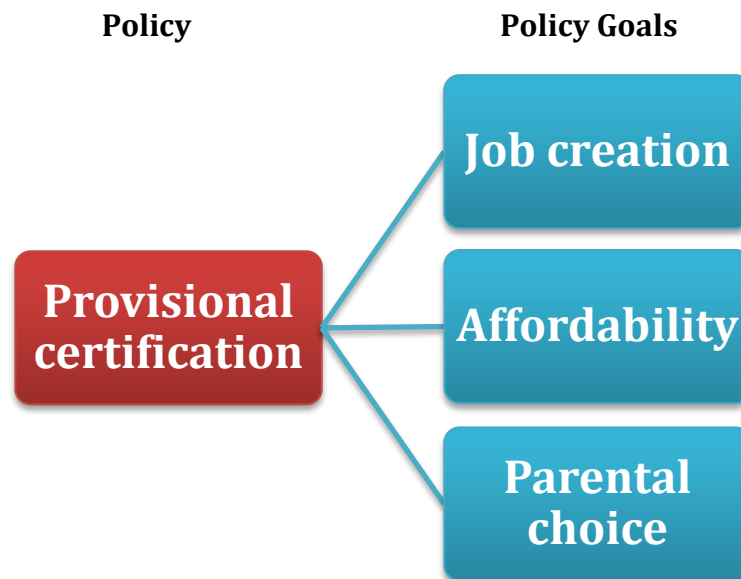 Policy
Policy Goals
Provisional
certification
Job creation
Affordability
Parental
choice